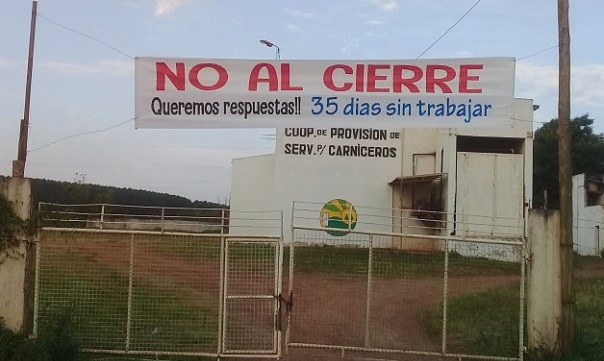 NO AL CIERRE
Queremos respuestas!! 35 dias sin trabajar
COOP. DE PROVISION DE
SERV. P/ CARNICEROS